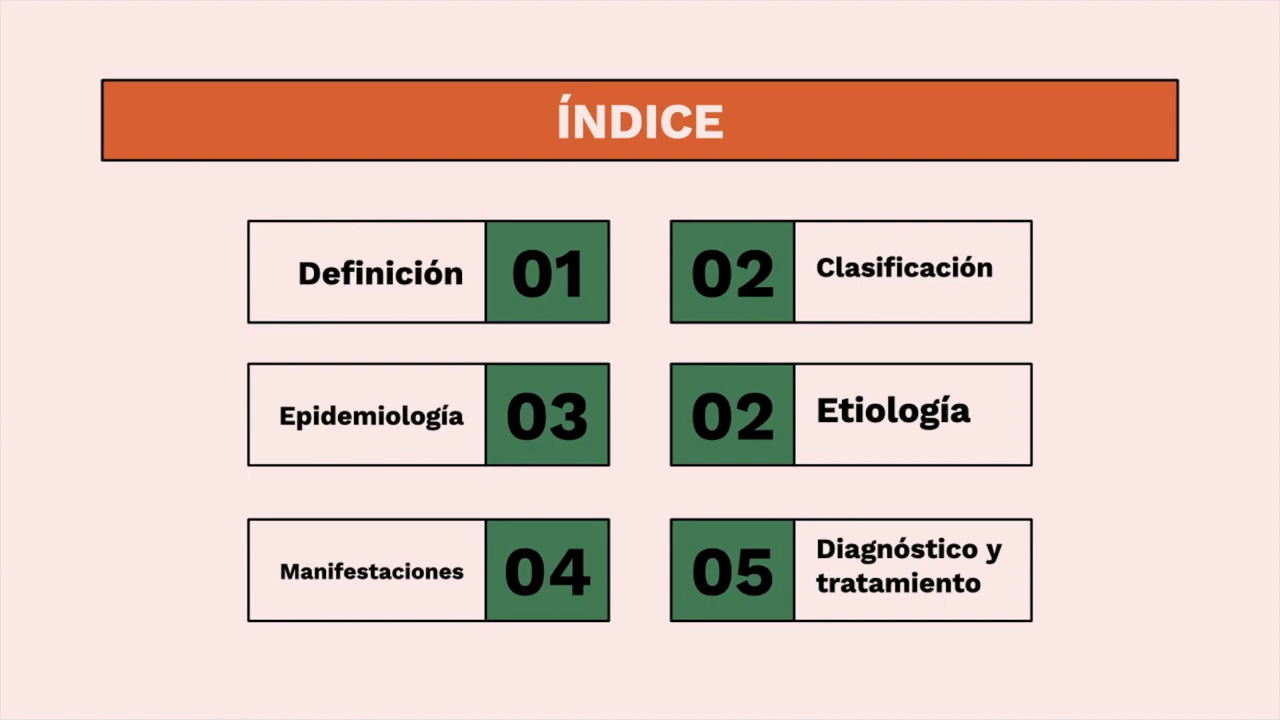 ÍNDICE
Definición
01
02
Clasificación
Epidemiología
03
02
Etiología
Manifestaciones
04
05
Diagnóstico y
tratamiento